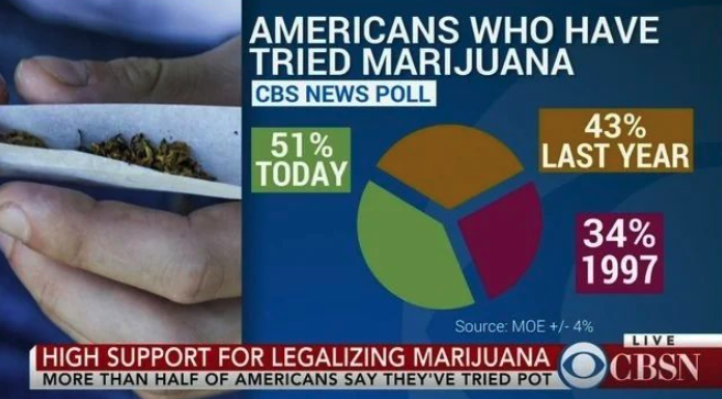 AMERICANS WHO HAVE
TRIED MARIJUANA
CBS NEWS POLL
51%
TODAY
43%
LAST YEAR
34%
1997
Source: MOE +/- 4%
HIGH SUPPORT FOR LEGALIZING MARIJUANA
MORE THAN HALF OF AMERICANS SAY THEY'VE TRIED POT
LIVE
CBSN